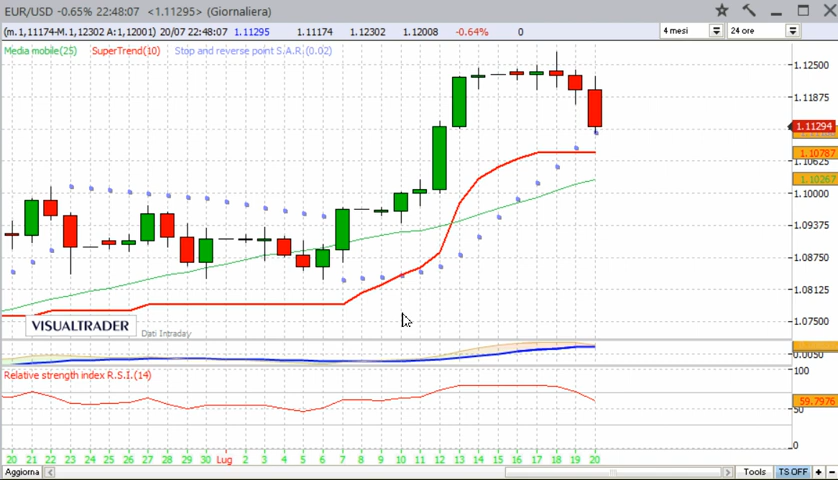 EUR/USD -0.65% 22:48:07 <1.11295> (Giornaliera)
(m.1,11174-M.1,12302 A:1,12001) 20/07 22:48:07 1.11295 1.11174 1.12302 1.12008 -0.64% 0 4 mesi 24 ore
Media mobile(25) SuperTrend(10) Stop and reverse point S.A.R.(0.02)
1.12500
1.11875
1.11294
1.10787
1.10625
1.10267
1.10000
1.09375
1.08750
1.08125
1.07500
VISUALTRADER
Dati Intraday
0.0050
Relative strength index R.S.I.(14)
100
59.7976
50
0
20 21 22 23 24 25 26 27 28 29 30 Lug 2 3 4 5 6 7 8 9 10 11 12 13 14 15 16 17 18 19 20
Aggiorna Tools TS OFF